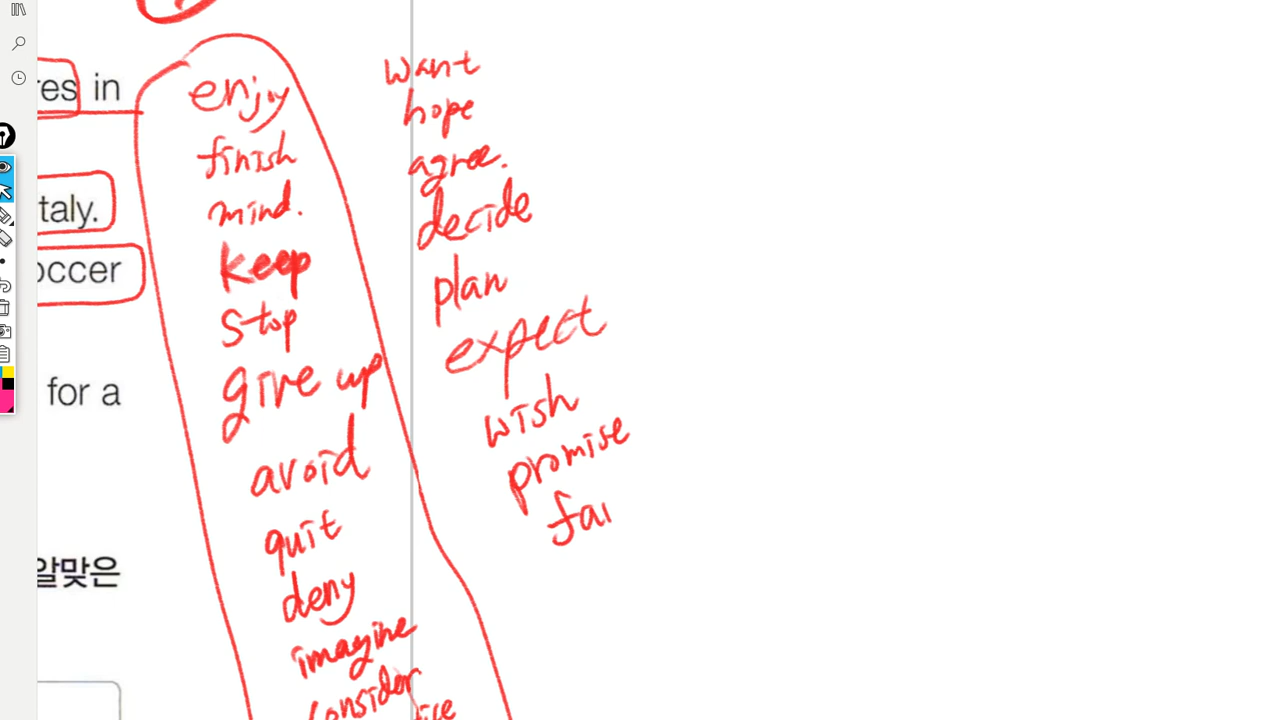 res in
taly.
occer
for a
알맞은
enjoy
finish
mind.
keep
stop
give up
avoid
quit
deny
imagine
consider
want
hope
agree.
decide
plan
expect
wish
promise
fai